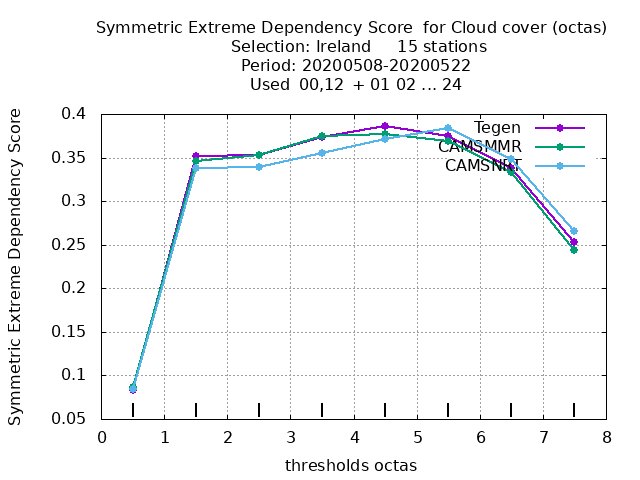 Symmetric Extreme Dependency Score  for Cloud cover (octas)
Selection: Ireland     15 stations
Period: 20200508-20200522
Used  00,12  + 01 02 ... 24
Symmetric Extreme Dependency Score
0.4
0.35
0.3
0.25
0.2
0.15
0.1
0.05
Tegen
CAMSMMR
CAMSNRT
0 1 2 3 4 5 6 7 8
thresholds octas